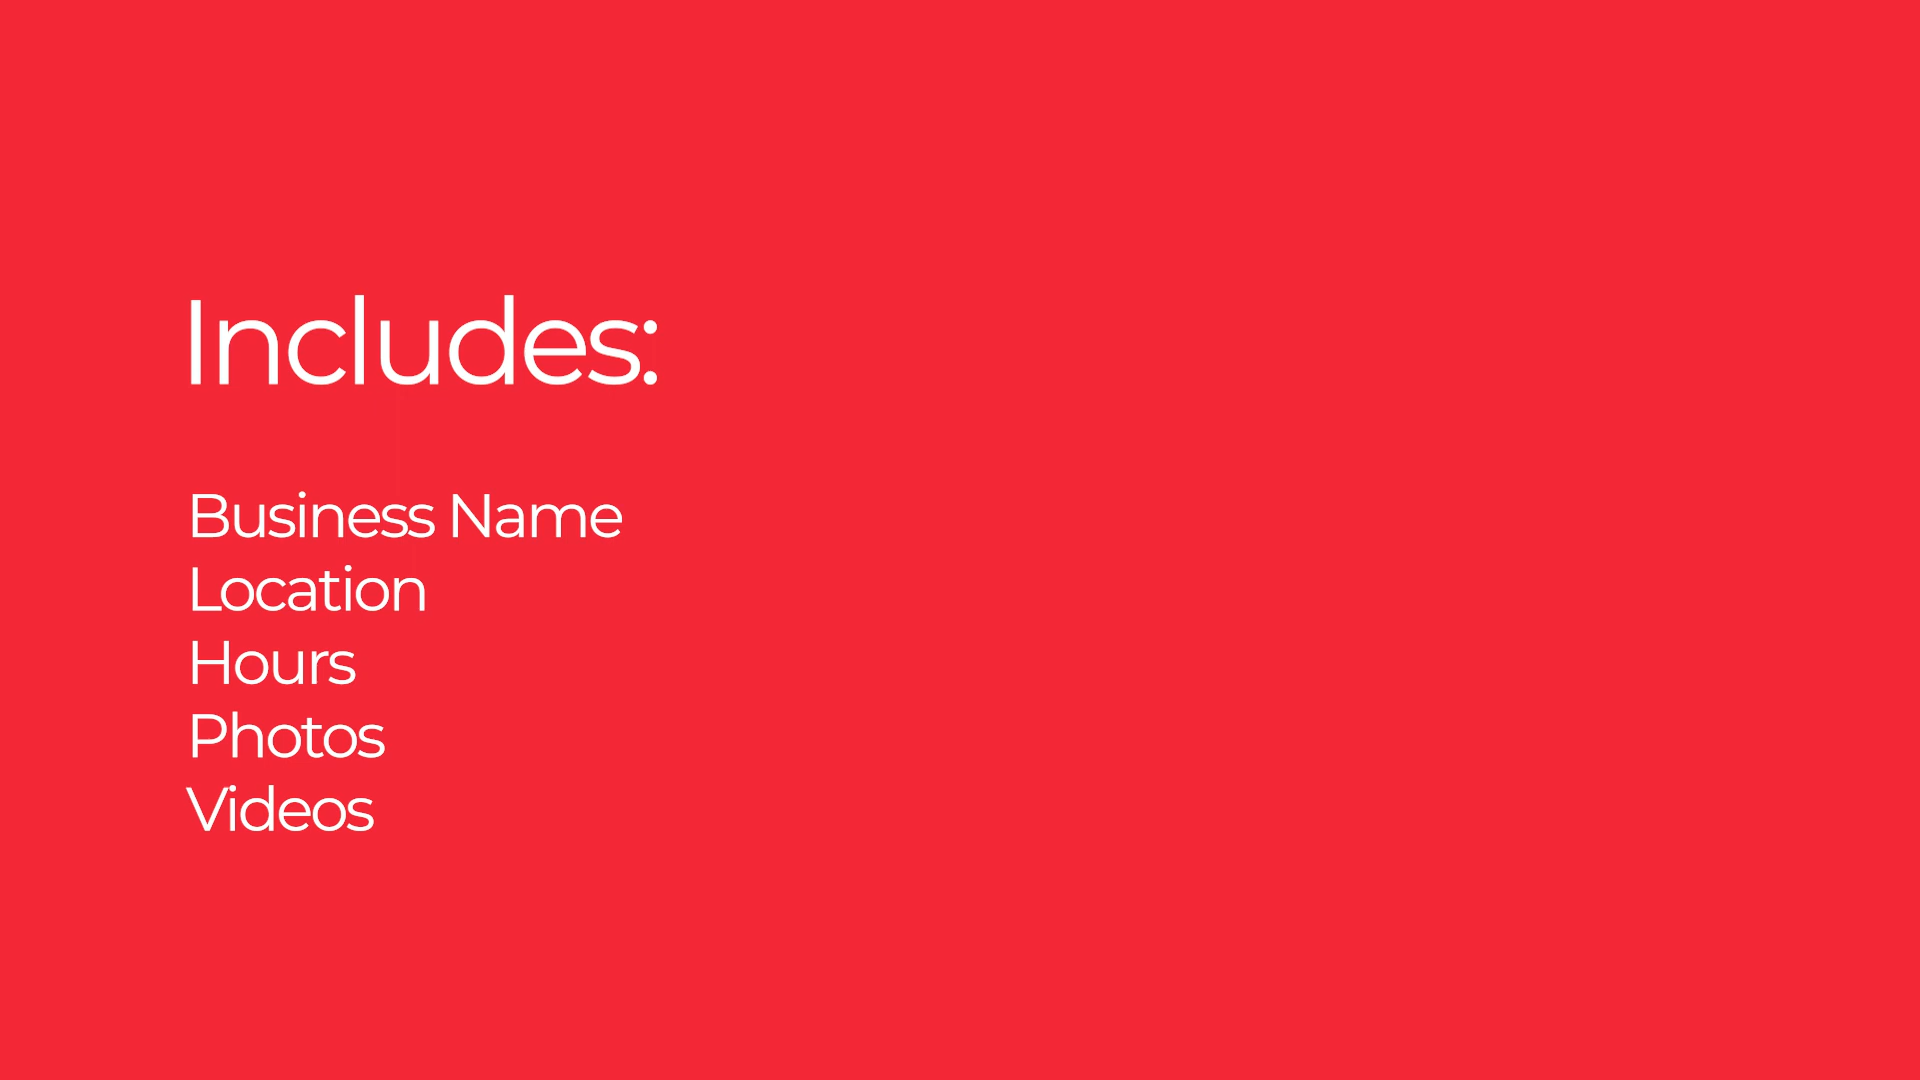 Includes:
Business Name
Location
Hours
Photos
Videos